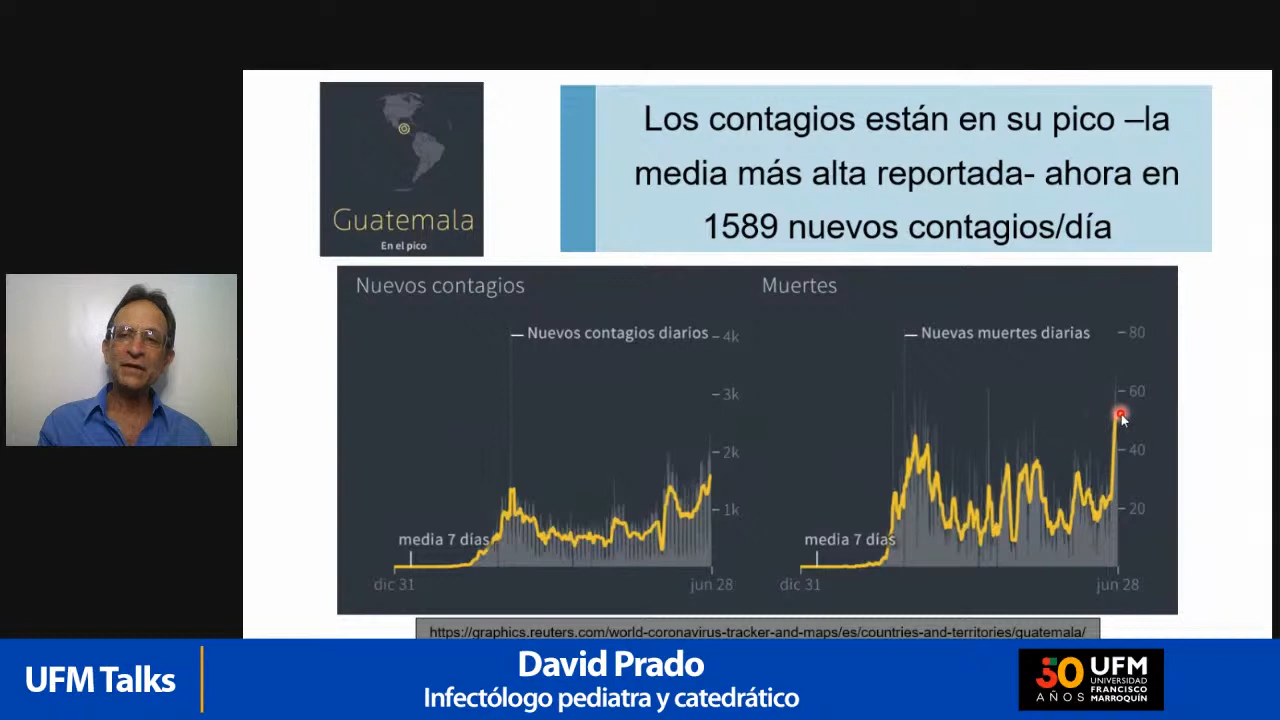 Guatemala
En el pico
Los contagios están en su pico –la
media más alta reportada- ahora en
1589 nuevos contagios/día
Nuevos contagios
Nuevos contagios diarios
4k
3k
2k
1k
media 7 días
dic 31
jun 28
Muertes
Nuevas muertes diarias
80
60
40
20
media 7 días
dic 31
jun 28
https://graphics.reuters.com/world-coronavirus-tracker-and-maps/es/countries-and-territories/guatemala/
UFM Talks
David Prado
Infectólogo pediatra y catedrático
50
AÑOS
UFM
UNIVERSIDAD
FRANCISCO
MARROQUÍN